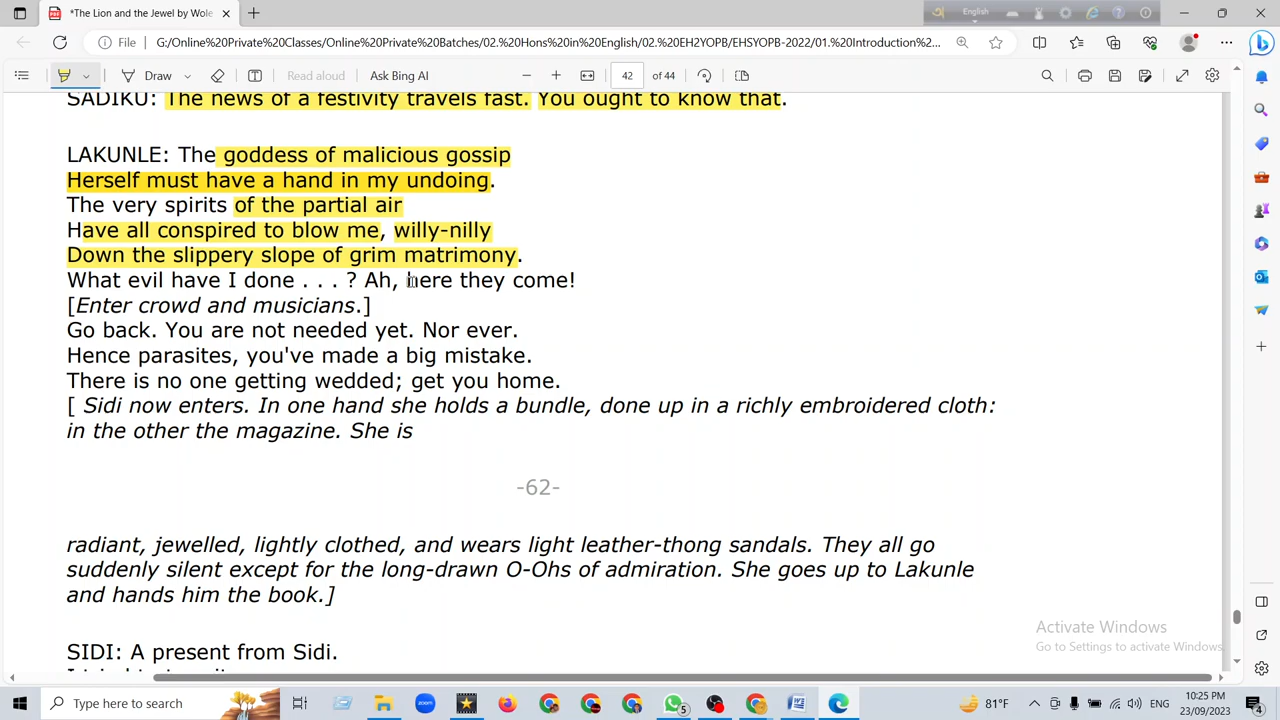 *The Lion and the Jewel by Wole
English
File
G:/Online%20Private%20Classes/Online%20Private%20Batches/02.%20Hons%20in%20English/02.%20EH2YOPB/EHSYOPB-2022/01.%20Introduction%20...
Draw
Read aloud
Ask Bing AI
42 of 44
SADIKU: The news of a festivity travels fast. You ought to know that.
LAKUNLE: The goddess of malicious gossip
Herself must have a hand in my undoing.
The very spirits of the partial air
Have all conspired to blow me, willy-nilly
Down the slippery slope of grim matrimony.
What evil have I done . . . ? Ah, here they come!
[Enter crowd and musicians.]
Go back. You are not needed yet. Nor ever.
Hence parasites, you've made a big mistake.
There is no one getting wedded; get you home.
[ Sidi now enters. In one hand she holds a bundle, done up in a richly embroidered cloth:
in the other the magazine. She is
-62-
radiant, jewelled, lightly clothed, and wears light leather-thong sandals. They all go
suddenly silent except for the long-drawn O-Ohs of admiration. She goes up to Lakunle
and hands him the book.]
Activate Windows
Go to Settings to activate Windows.
SIDI: A present from Sidi.
Type here to search
zoom
5
81°F
10:25 PM
23/09/2023
4